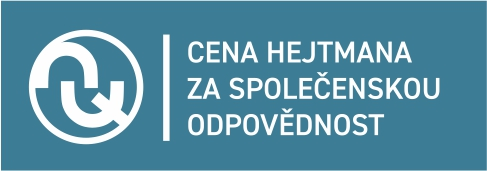 CENA HEJTMANA
ZA SPOLEČENSKOU
ODPOVĚDNOST